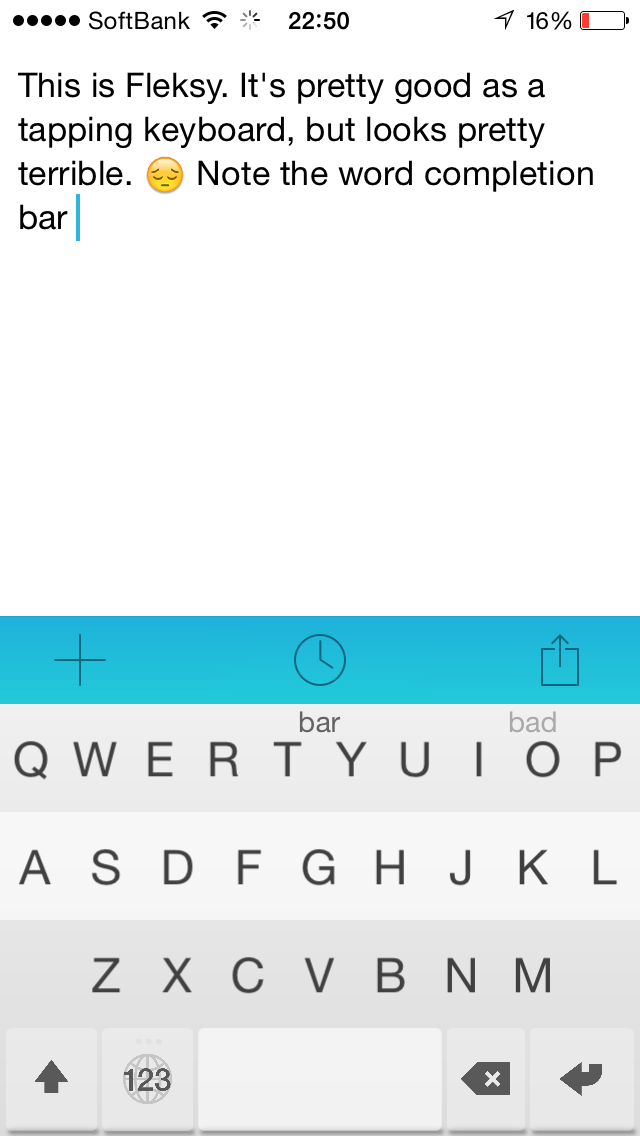 SoftBank 22:50 16%
This is Fleksy. It's pretty good as a
tapping keyboard, but looks pretty
terrible. 😔 Note the word completion
bar
bar bad
Q W E R T Y U I O P
A S D F G H J K L
Z X C V B N M
123